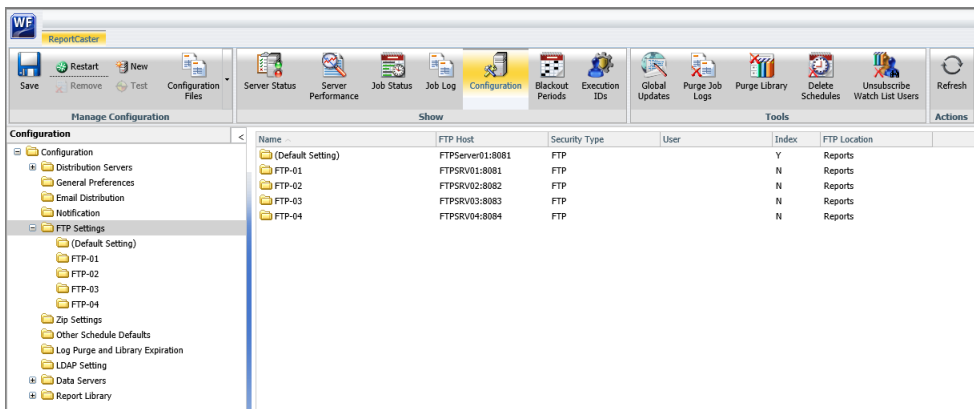 WF
ReportCaster
Save
Restart
New
Remove
Test
Configuration Files
Server Status
Server Performance
Job Status
Job Log
Configuration
Blackout Periods
Execution IDs
Global Updates
Purge Job Logs
Purge Library
Delete Schedules
Unsubscribe Watch List Users
Refresh
Manage Configuration
Show
Tools
Actions
Configuration
<
Configuration
Distribution Servers
General Preferences
Email Distribution
Notification
FTP Settings
(Default Setting)
FTP-01
FTP-02
FTP-03
FTP-04
Zip Settings
Other Schedule Defaults
Log Purge and Library Expiration
LDAP Setting
Data Servers
Report Library
Name FTP Host Security Type User Index FTP Location
(Default Setting) FTPServer01:8081 FTP Y Reports
FTP-01 FTPSRV01:8081 FTP N Reports
FTP-02 FTPSRV02:8082 FTP N Reports
FTP-03 FTPSRV03:8083 FTP N Reports
FTP-04 FTPSRV04:8084 FTP N Reports